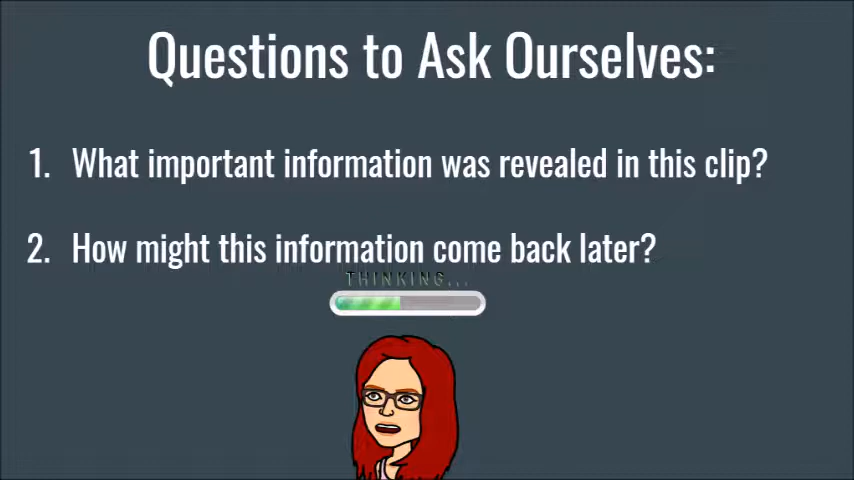 Questions to Ask Ourselves:
1. What important information was revealed in this clip?
2. How might this information come back later?
THINKING...